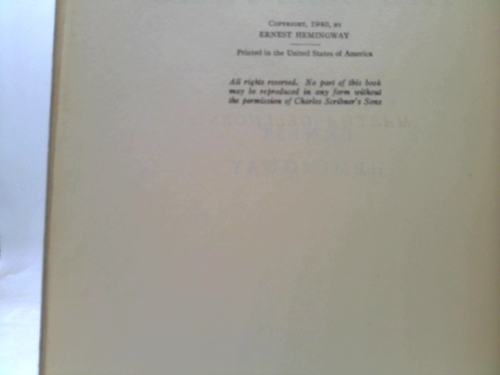 COPYRIGHT, 1940, BY
ERNEST HEMINGWAY
Printed in the United States of America
All rights reserved. No part of this book
may be reproduced in any form without
the permission of Charles Scribner's Sons
HEMINGWAY